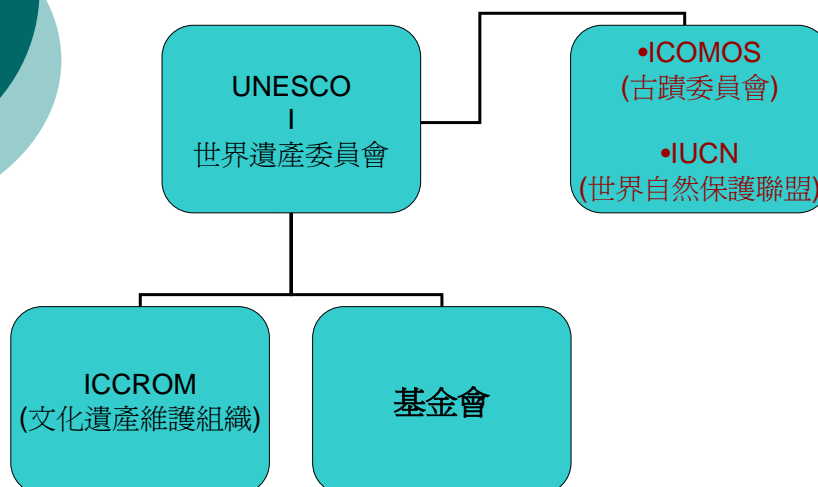 UNESCO
I
世界遺產委員會
•ICOMOS
(古蹟委員會)
•IUCN
(世界自然保護聯盟)
ICCROM
(文化遺產維護組織)
基金會